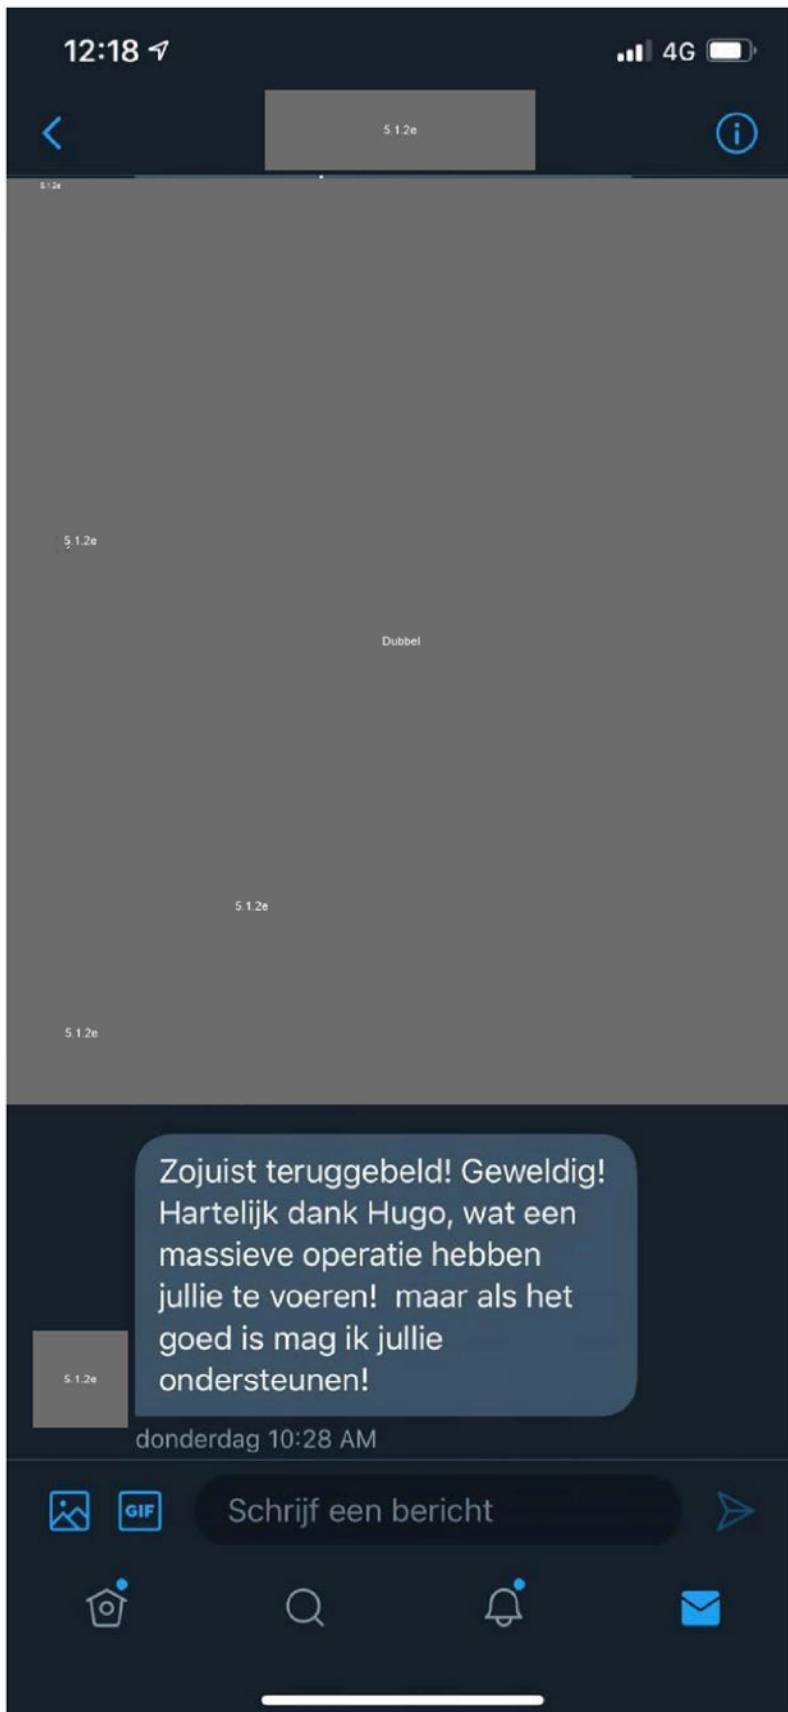 12:18
4G
5.1.2e
5.1.2e
5.1.2e
Dubbel
5.1.2e
5.1.2e
Zojuist teruggebeld! Geweldig!
Hartelijk dank Hugo, wat een
massieve operatie hebben
jullie te voeren!  maar als het
goed is mag ik jullie
ondersteunen!
5.1.2e
donderdag 10:28 AM
GIF
Schrijf een bericht